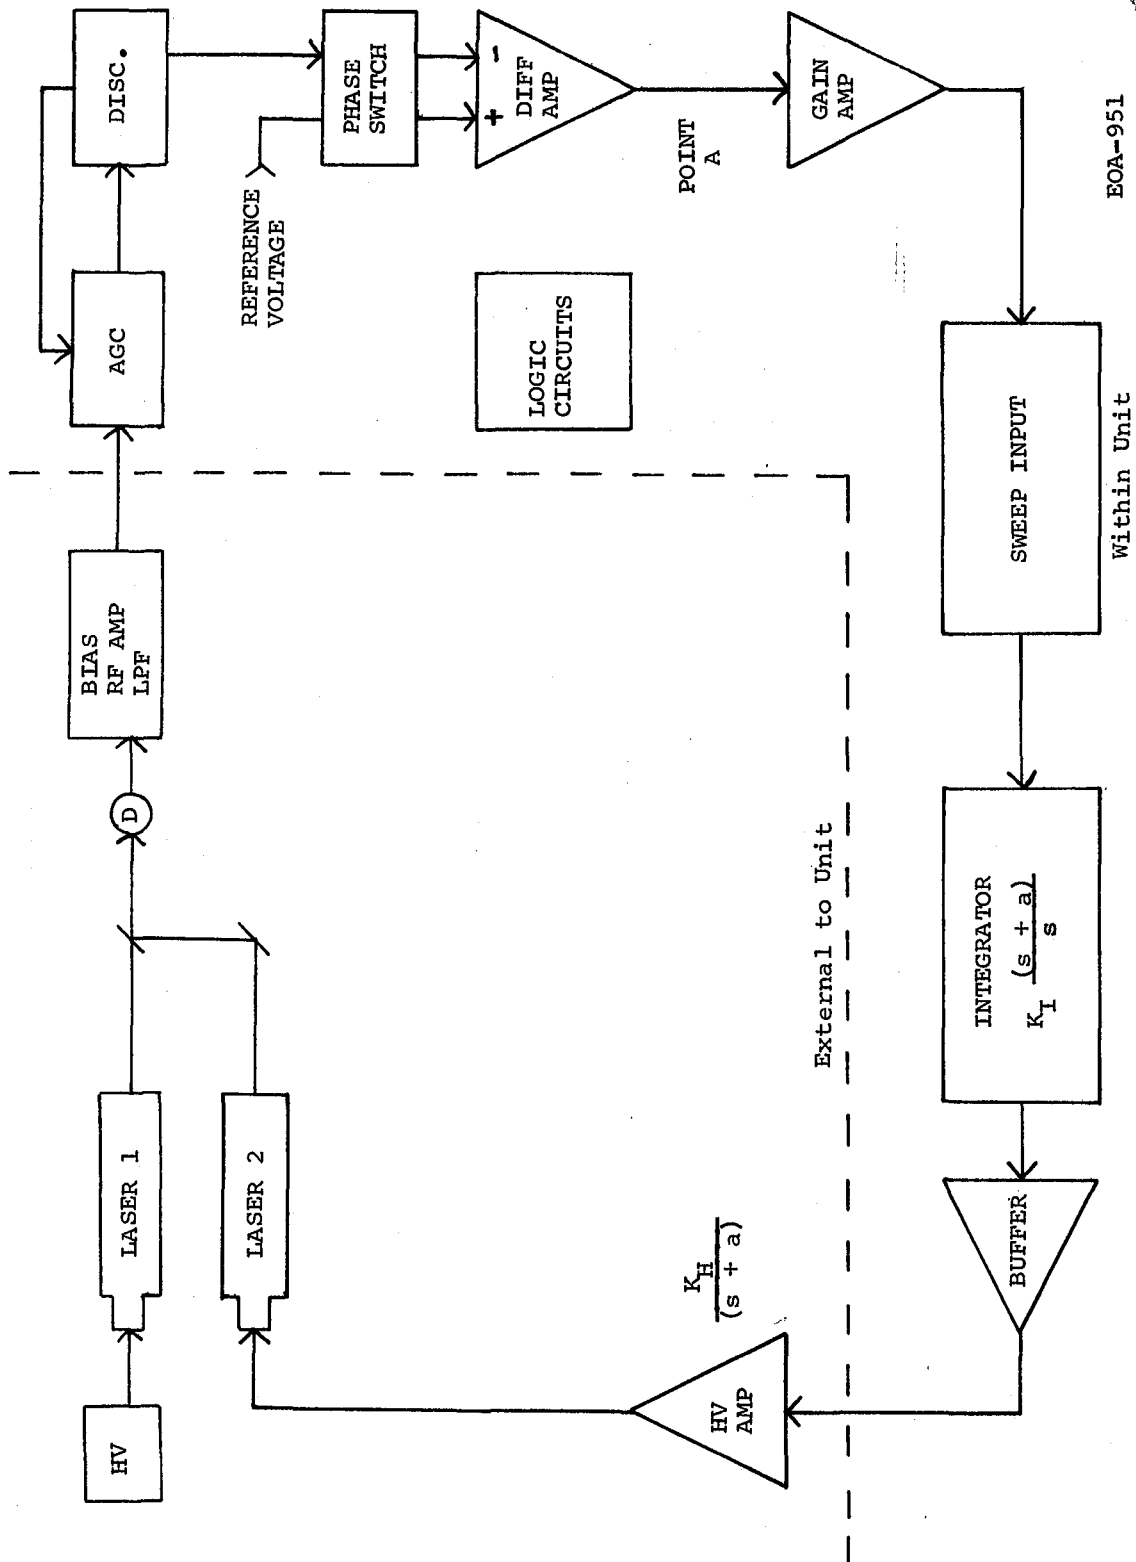 HV
LASER 1
LASER 2
D
BIAS
RF AMP
LPF
AGC
DISC.
REFERENCE
VOLTAGE
PHASE
SWITCH
+
-
DIFF
AMP
LOGIC
CIRCUITS
POINT
A
GAIN
AMP
HV
AMP
K_H
(s + a)
External to Unit
BUFFER
INTEGRATOR
K_I (s + a)
s
SWEEP INPUT
Within Unit
EOA-951